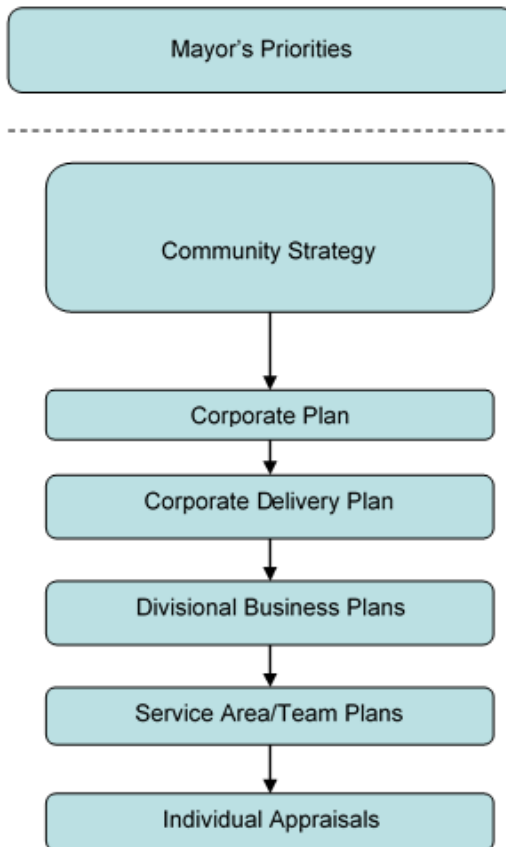 Mayor's Priorities
Community Strategy
Corporate Plan
Corporate Delivery Plan
Divisional Business Plans
Service Area/Team Plans
Individual Appraisals